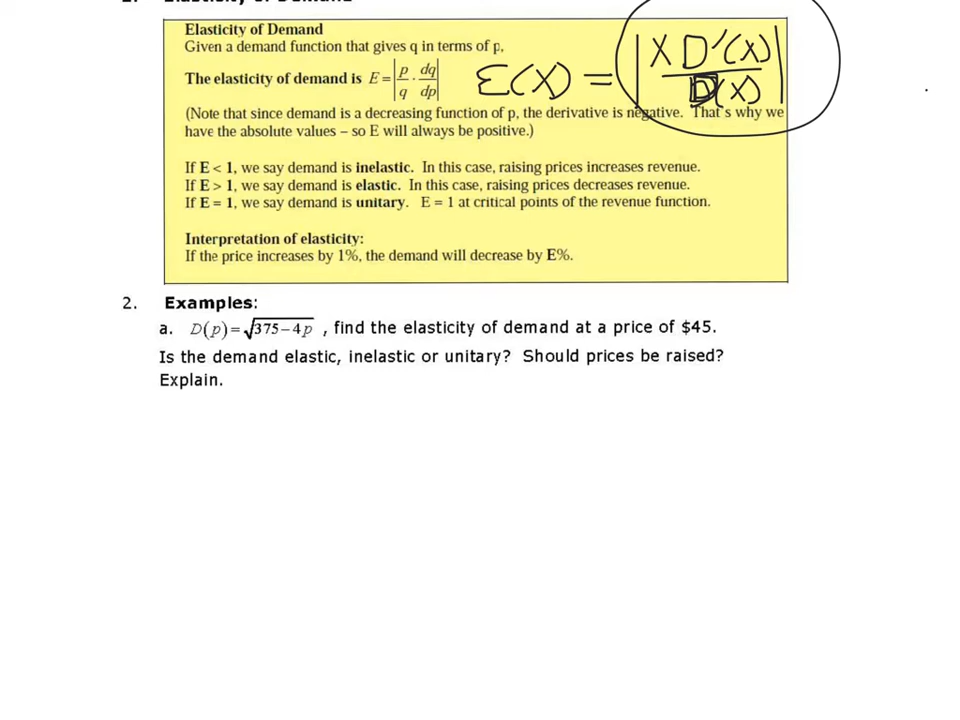 2. Elasticity of Demand
Elasticity of Demand
Given a demand function that gives q in terms of p,
The elasticity of demand is E = |p/q · dq/dp|
E(X) = |X D'(X) / D(X)|
(Note that since demand is a decreasing function of p, the derivative is negative. That's why we
have the absolute values – so E will always be positive.)
If E < 1, we say demand is inelastic. In this case, raising prices increases revenue.
If E > 1, we say demand is elastic. In this case, raising prices decreases revenue.
If E = 1, we say demand is unitary. E = 1 at critical points of the revenue function.
Interpretation of elasticity:
If the price increases by 1%, the demand will decrease by E%.
2. Examples:
a. D(p) = √(375 – 4p) , find the elasticity of demand at a price of $45.
Is the demand elastic, inelastic or unitary? Should prices be raised?
Explain.